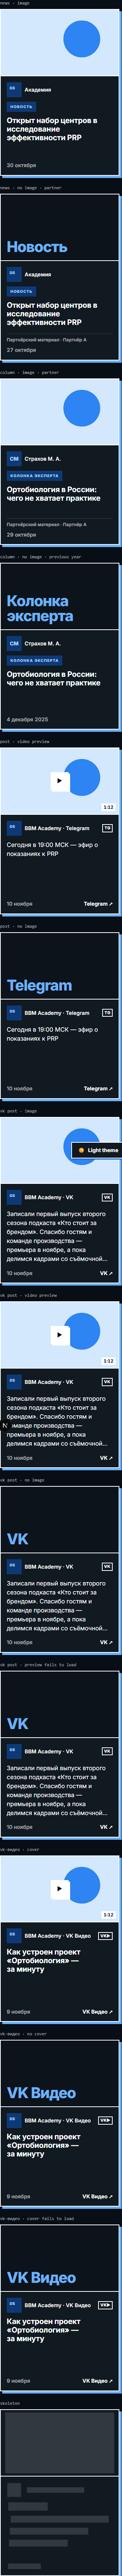 news · image
Академия
НОВОСТЬ
Открыт набор центров в
исследование
эффективности PRP
30 октября
news · no image · partner
Новость
Академия
НОВОСТЬ
Открыт набор центров в
исследование
эффективности PRP
Партнёрский материал · Партнёр А
27 октября
column · image · partner
СМ
Страхов М. А.
КОЛОНКА ЭКСПЕРТА
Ортобиология в России:
чего не хватает практике
Партнёрский материал · Партнёр А
29 октября
column · no image · previous year
Колонка
эксперта
СМ
Страхов М. А.
КОЛОНКА ЭКСПЕРТА
Ортобиология в России:
чего не хватает практике
4 декабря 2025
post · video preview
1:12
BBM Academy · Telegram
TG
Сегодня в 19:00 МСК — эфир о
показаниях к PRP
10 ноября
Telegram ↗
post · no image
Telegram
BBM Academy · Telegram
TG
Сегодня в 19:00 МСК — эфир о
показаниях к PRP
10 ноября
Telegram ↗
vk post · image
Light theme
BBM Academy · VK
VK
Записали первый выпуск второго
сезона подкаста «Кто стоит за
брендом». Спасибо гостям и
команде производства —
премьера в ноябре, а пока
делимся кадрами со съёмочной...
10 ноября
VK ↗
vk post · video preview
1:12
BBM Academy · VK
VK
Записали первый выпуск второго
сезона подкаста «Кто стоит за
брендом». Спасибо гостям и
N
команде производства —
премьера в ноябре, а пока
делимся кадрами со съёмочной...
10 ноября
VK ↗
vk post · no image
VK
BBM Academy · VK
VK
Записали первый выпуск второго
сезона подкаста «Кто стоит за
брендом». Спасибо гостям и
команде производства —
премьера в ноябре, а пока
делимся кадрами со съёмочной...
10 ноября
VK ↗
vk post · preview fails to load
VK
BBM Academy · VK
VK
Записали первый выпуск второго
сезона подкаста «Кто стоит за
брендом». Спасибо гостям и
команде производства —
премьера в ноябре, а пока
делимся кадрами со съёмочной...
10 ноября
VK ↗
vk-видео · cover
1:12
BBM Academy · VK Видео
VK▶
Как устроен проект
«Ортобиология» —
за минуту
9 ноября
VK Видео ↗
vk-видео · no cover
VK Видео
BBM Academy · VK Видео
VK▶
Как устроен проект
«Ортобиология» —
за минуту
9 ноября
VK Видео ↗
vk-видео · cover fails to load
VK Видео
BBM Academy · VK Видео
VK▶
Как устроен проект
«Ортобиология» —
за минуту
9 ноября
VK Видео ↗
skeleton